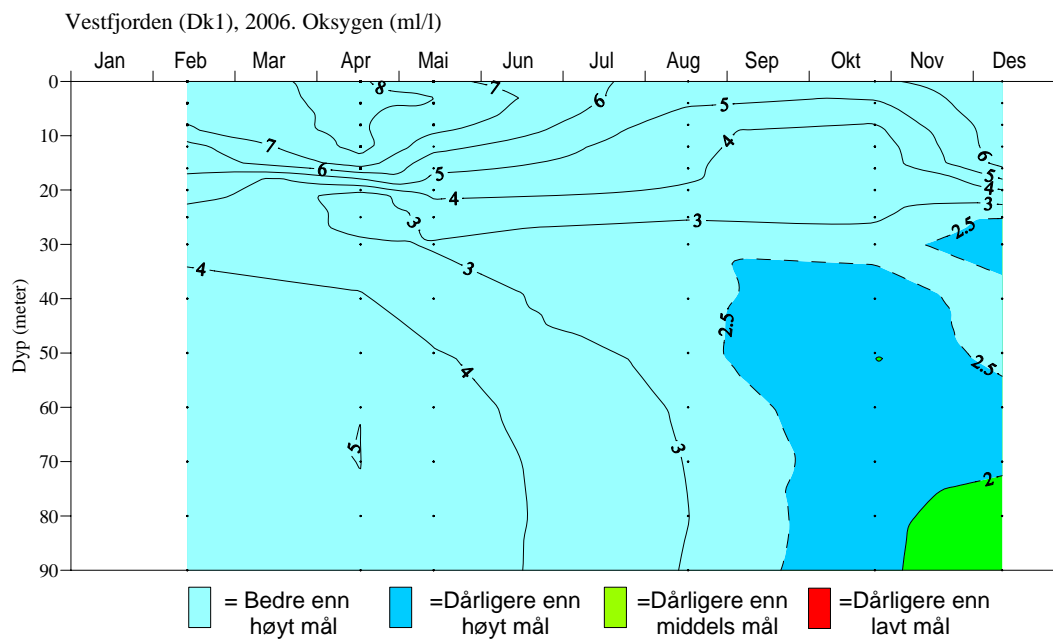 Vestfjorden (Dk1), 2006. Oksygen (ml/l)
Jan Feb Mar Apr Mai Jun Jul Aug Sep Okt Nov Des
Dyp (meter)
0
10
20
30
40
50
60
70
80
90
8 7 6 5 4 3
7 6 5 4 3
6 5 4 3
2.5
4 3
2.5
2.5
4 3
5
2
= Bedre enn høyt mål
=Dårligere enn høyt mål
=Dårligere enn middels mål
=Dårligere enn lavt mål